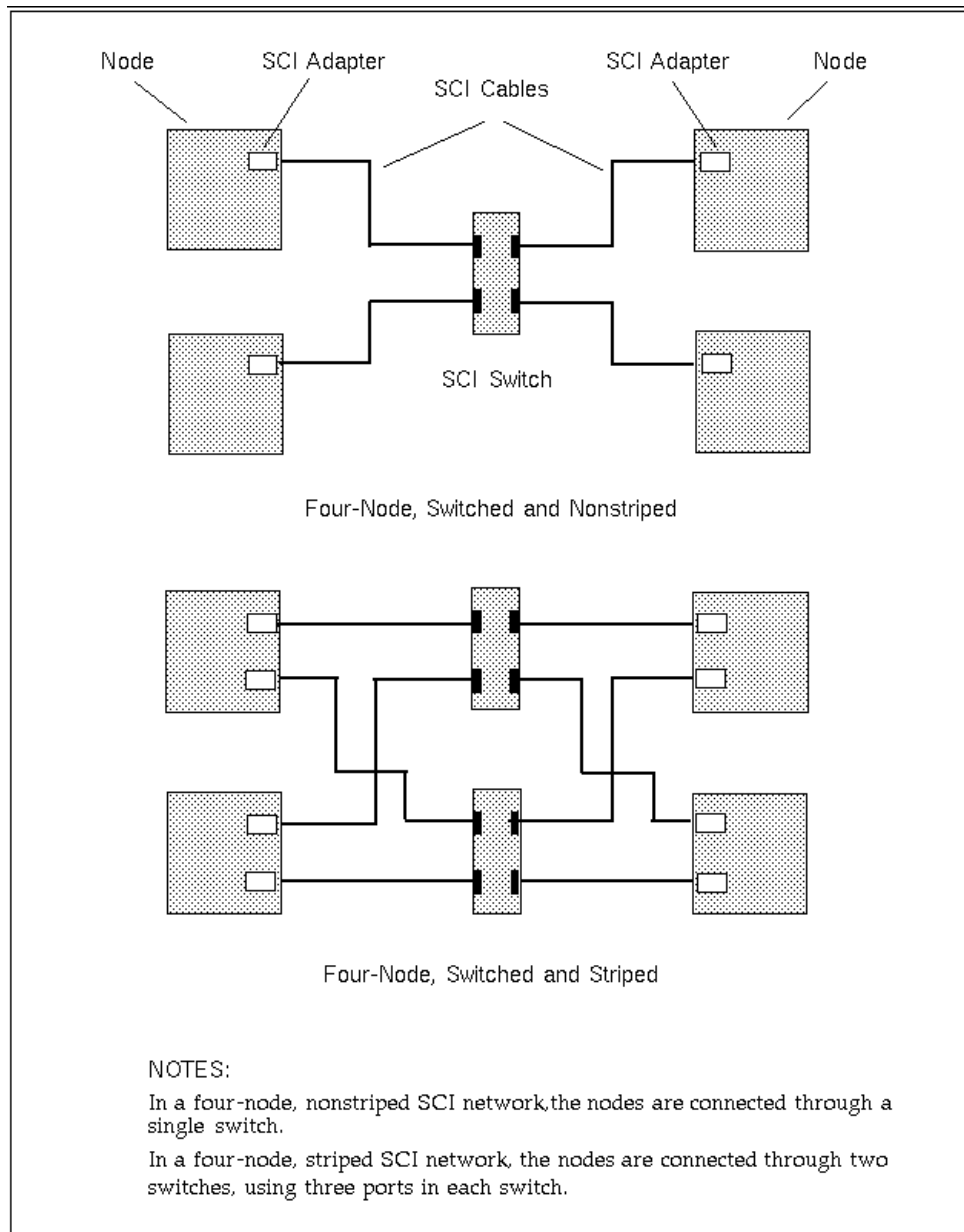 Node SCI Adapter SCI Adapter Node
SCI Cables
SCI Switch
Four-Node, Switched and Nonstriped
Four-Node, Switched and Striped
NOTES:
In a four-node, nonstriped SCI network,the nodes are connected through a
single switch.
In a four-node, striped SCI network, the nodes are connected through two
switches, using three ports in each switch.